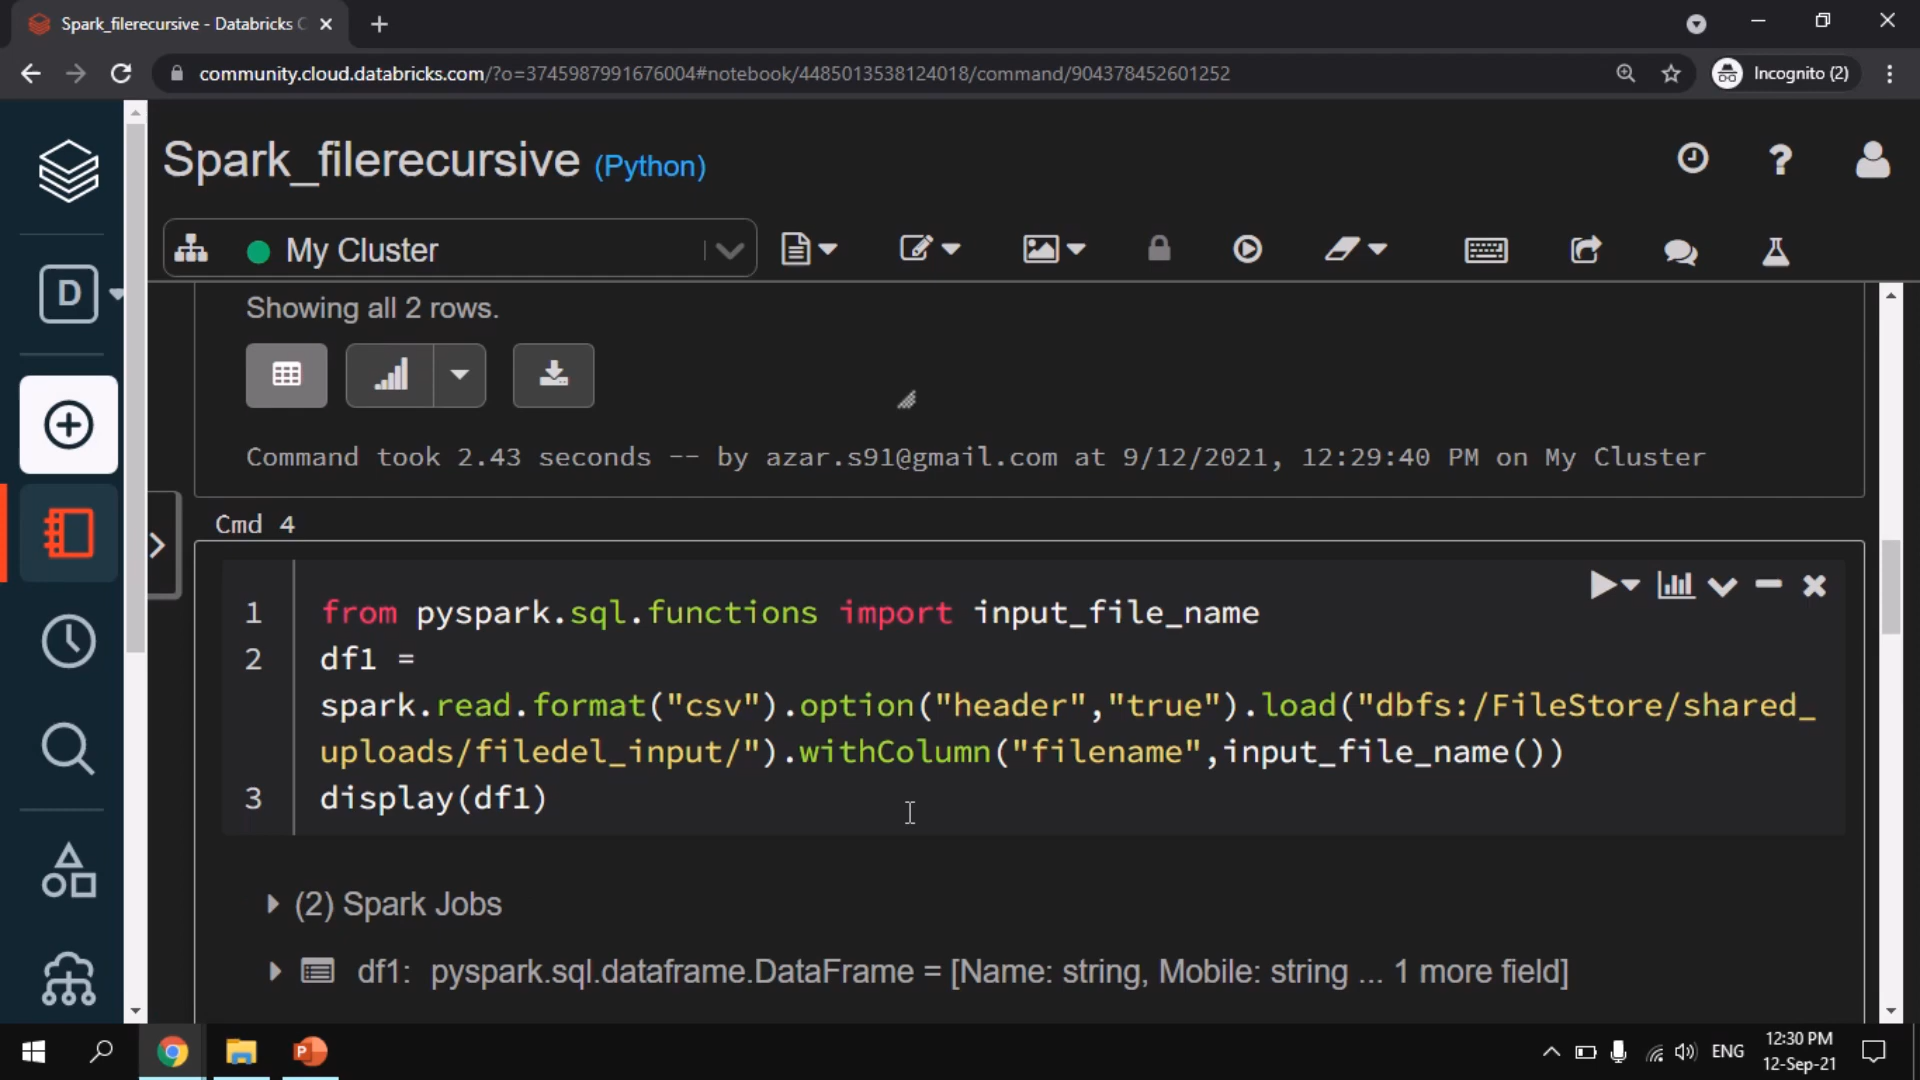 Spark_filerecursive - Databricks C
community.cloud.databricks.com/?o=3745987991676004#notebook/4485013538124018/command/904378452601252
Incognito (2)
Spark_filerecursive (Python)
My Cluster
D
Showing all 2 rows.
Command took 2.43 seconds -- by azar.s91@gmail.com at 9/12/2021, 12:29:40 PM on My Cluster
Cmd 4
1 from pyspark.sql.functions import input_file_name
2 df1 =
spark.read.format("csv").option("header","true").load("dbfs:/FileStore/shared_
uploads/filedel_input/").withColumn("filename",input_file_name())
3 display(df1)
(2) Spark Jobs
df1: pyspark.sql.dataframe.DataFrame = [Name: string, Mobile: string ... 1 more field]
ENG
12:30 PM
12-Sep-21